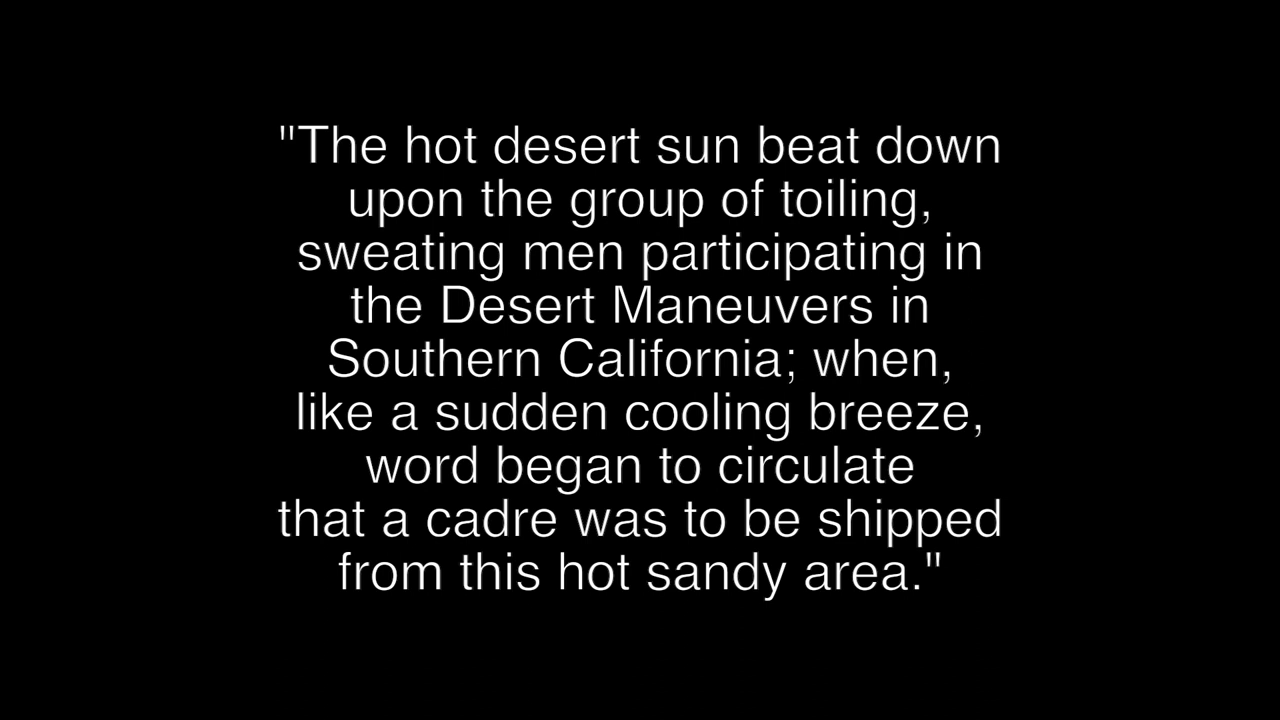 "The hot desert sun beat down
upon the group of toiling,
sweating men participating in
the Desert Maneuvers in
Southern California; when,
like a sudden cooling breeze,
word began to circulate
that a cadre was to be shipped
from this hot sandy area."